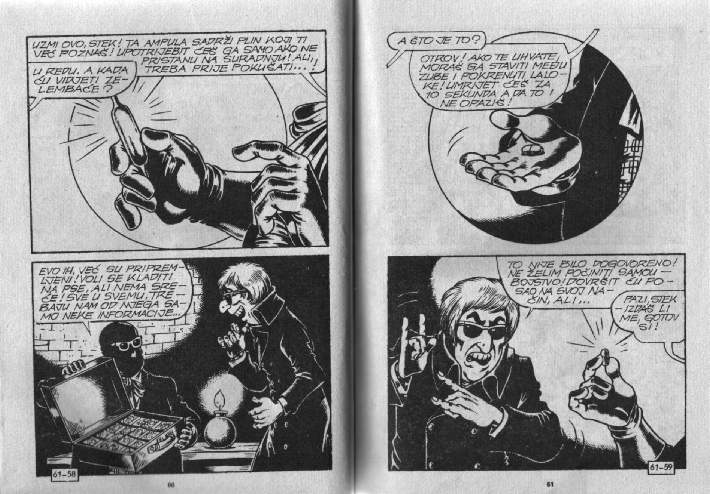 UZMI OVO, STEK! TA AMPULA SADRŽI PLIN KOJI TI
VEĆ POZNAŠ! UPOTRIJEBIT ĆEŠ GA SAMO AKO NE
PRISTANU NA SURADNJU! ALI,
TREBA PRIJE POKUŠATI...
U REDU. A KADA
ĆU VIDJETI ZE-
LEMBAĆE?
EVO IH, VEĆ SU PRIPREM-
LJENI! VOLI SE KLADITI
NA PSE, ALI NEMA SRE-
ĆE! SVE U SVEMU, TRE-
BAJU NAM OD NJEGA SA-
MO NEKE INFORMACIJE...
61-58
60
A ŠTO JE TO?
OTROV! AKO TE UHVATE,
MORAŠ GA STAVITI MEĐU
ZUBE I POKRENUTI LALO-
KE! UMRIJET ĆEŠ ZA
10 SEKUNDA A DA TO I
NE OPAZIŠ!
TO NIJE BILO DOGOVORENO!
NE ŽELIM POČINITI SAMOU-
BOJSTVO! DOVRŠIT ĆU PO-
SAO NA SVOJ NA-
ČIN, ALI...
PAZI, STEK
IZDAŠ LI
ME, GOTOV
SI!
61-59
61